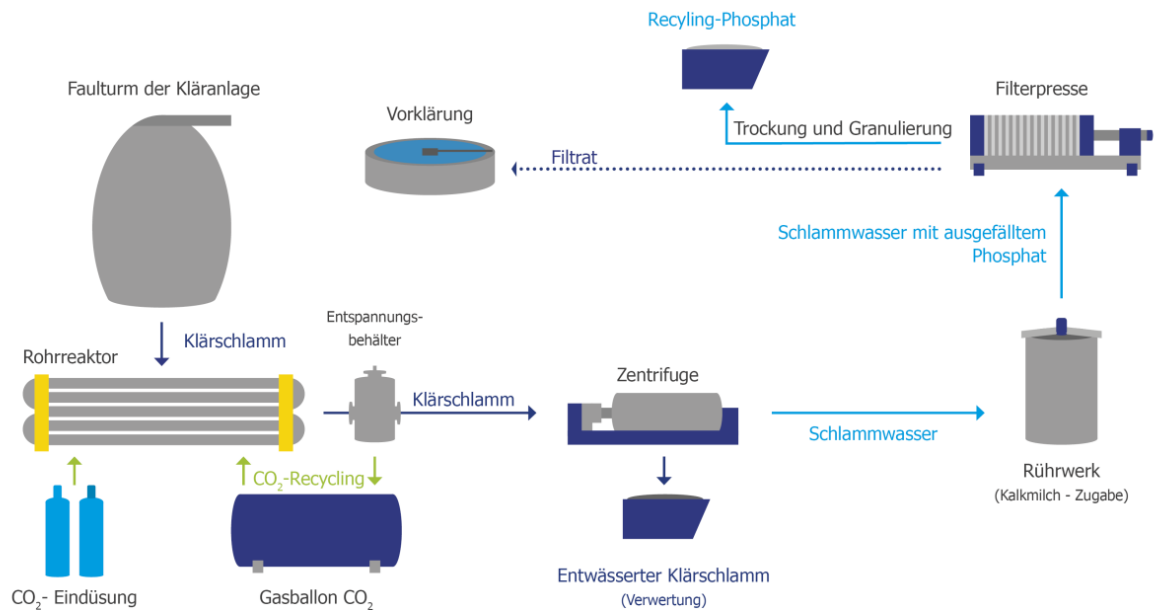 Recyling-Phosphat
Faulturm der Kläranlage
Filterpresse
Vorklärung
Trockung und Granulierung
Filtrat
Schlammwasser mit ausgefälltem
Phosphat
Entspannungs-
behälter
Klärschlamm
Rohrreaktor
Zentrifuge
Klärschlamm
Schlammwasser
CO₂-Recycling
Rührwerk
(Kalkmilch - Zugabe)
Entwässerter Klärschlamm
(Verwertung)
CO₂- Eindüsung
Gasballon CO₂